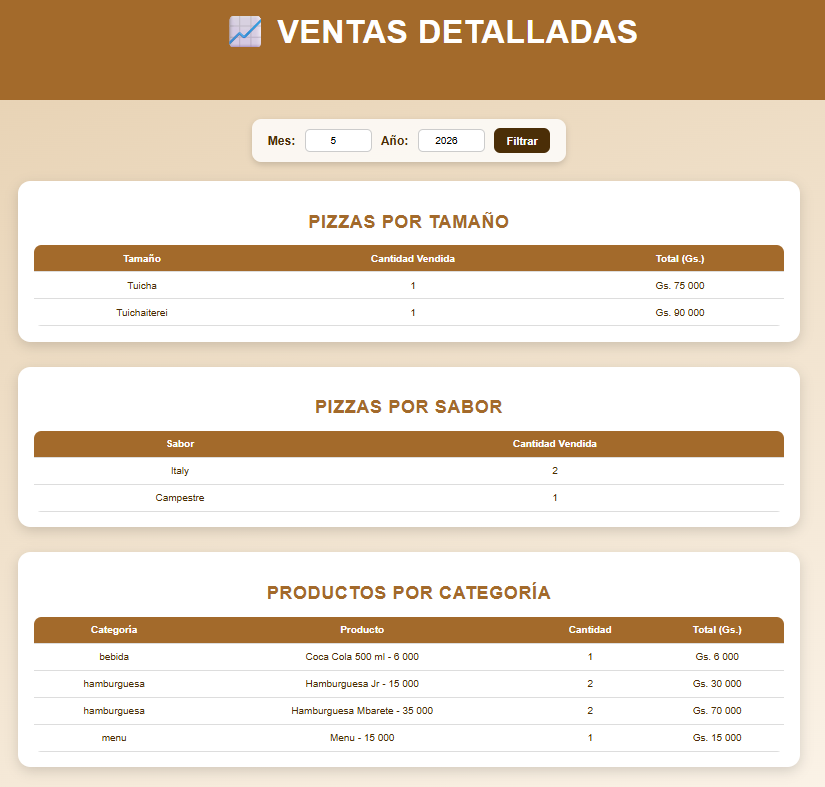 VENTAS DETALLADAS
Mes: 5 Año: 2026 Filtrar
PIZZAS POR TAMAÑO
Tamaño Cantidad Vendida Total (Gs.)
Tuicha 1 Gs. 75 000
Tuichaiterei 1 Gs. 90 000
PIZZAS POR SABOR
Sabor Cantidad Vendida
Italy 2
Campestre 1
PRODUCTOS POR CATEGORÍA
Categoría Producto Cantidad Total (Gs.)
bebida Coca Cola 500 ml - 6 000 1 Gs. 6 000
hamburguesa Hamburguesa Jr - 15 000 2 Gs. 30 000
hamburguesa Hamburguesa Mbarete - 35 000 2 Gs. 70 000
menu Menu - 15 000 1 Gs. 15 000